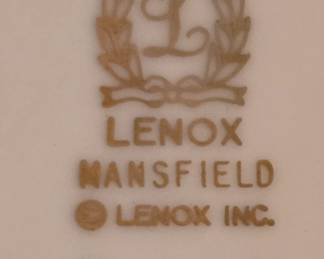 L
LENOX
MANSFIELD
© LENOX INC.